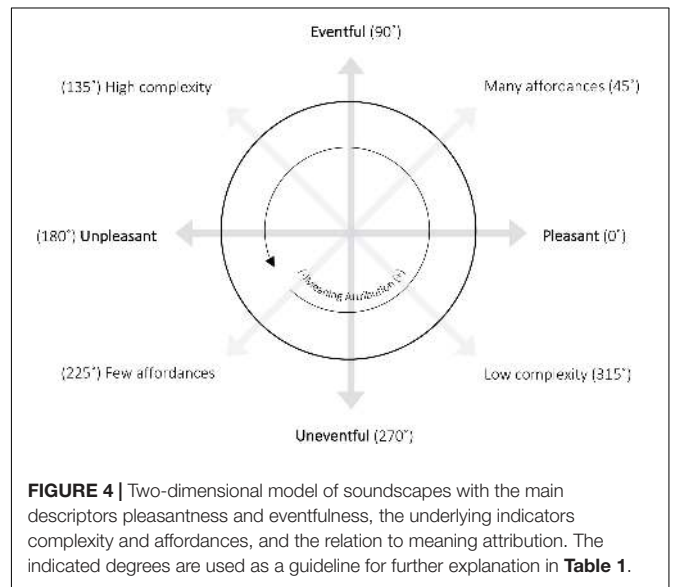 Eventful (90°)
(135°) High complexity
Many affordances (45°)
(180°) Unpleasant
Pleasant (0°)
(-)Meaning Attribution (+)
(225°) Few affordances
Low complexity (315°)
Uneventful (270°)
FIGURE 4 | Two-dimensional model of soundscapes with the main
descriptors pleasantness and eventfulness, the underlying indicators
complexity and affordances, and the relation to meaning attribution. The
indicated degrees are used as a guideline for further explanation in Table 1.